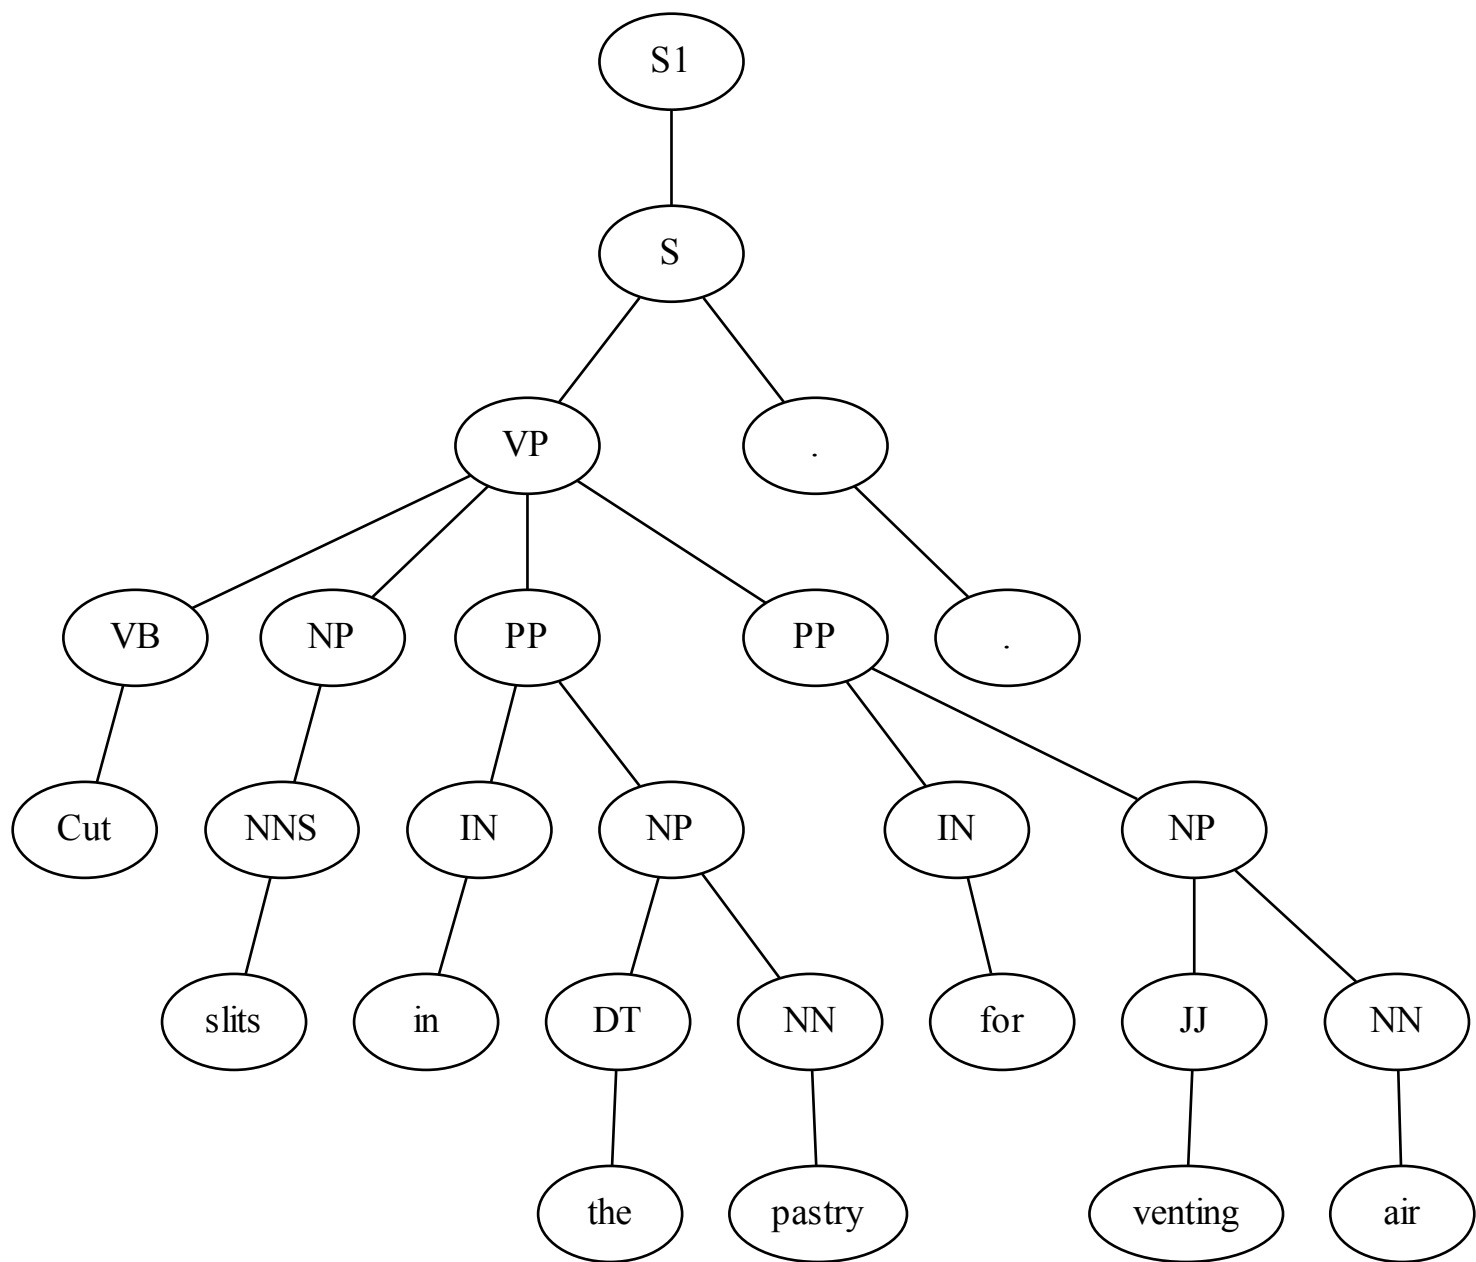 S1
S
VP .
VB NP PP PP .
Cut NNS IN NP IN NP
slits in DT NN for JJ NN
the pastry venting air